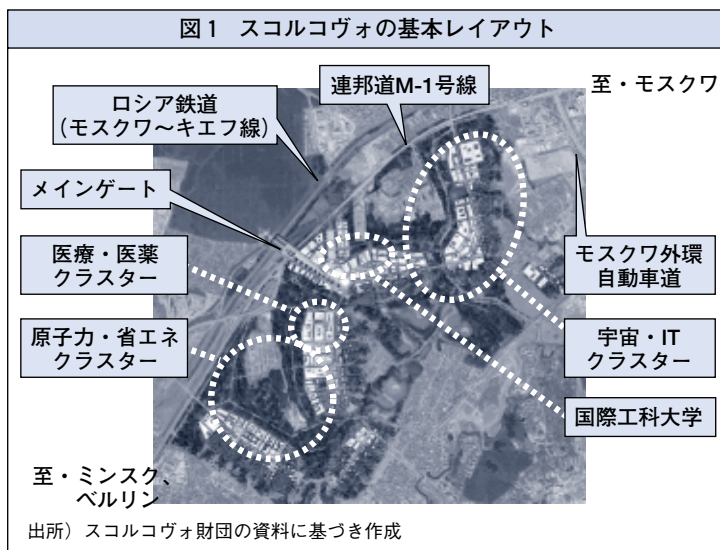 図1 スコルコヴォの基本レイアウト
連邦道M-1号線
至・モスクワ
ロシア鉄道
（モスクワ〜キエフ線）
メインゲート
医療・医薬
クラスター
モスクワ外環
自動車道
原子力・省エネ
クラスター
宇宙・IT
クラスター
国際工科大学
至・ミンスク、
ベルリン
出所）スコルコヴォ財団の資料に基づき作成